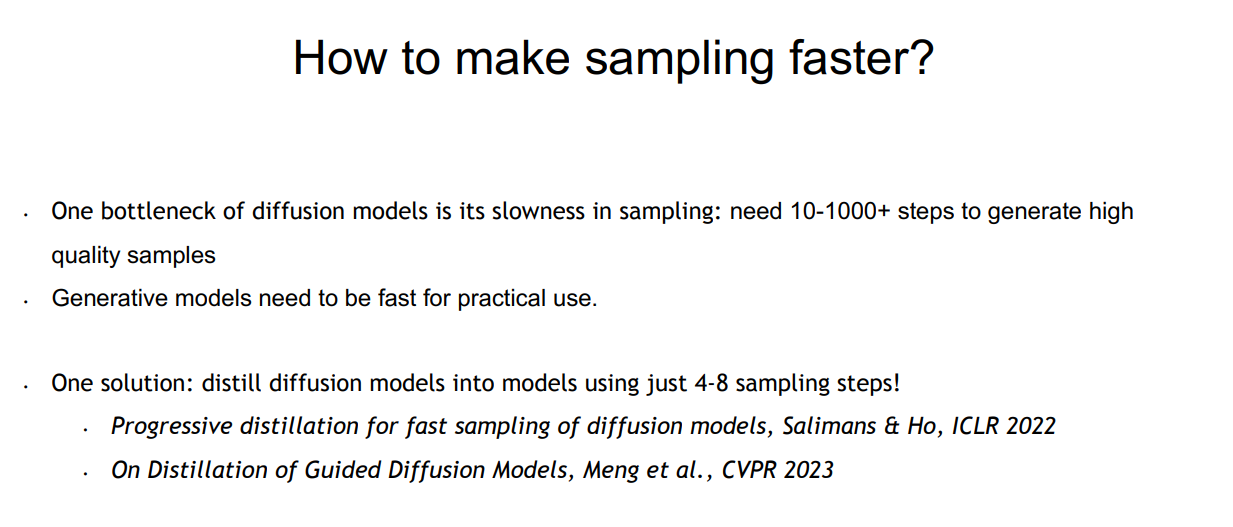 How to make sampling faster?
· One bottleneck of diffusion models is its slowness in sampling: need 10-1000+ steps to generate high
quality samples
· Generative models need to be fast for practical use.
· One solution: distill diffusion models into models using just 4-8 sampling steps!
· Progressive distillation for fast sampling of diffusion models, Salimans & Ho, ICLR 2022
· On Distillation of Guided Diffusion Models, Meng et al., CVPR 2023